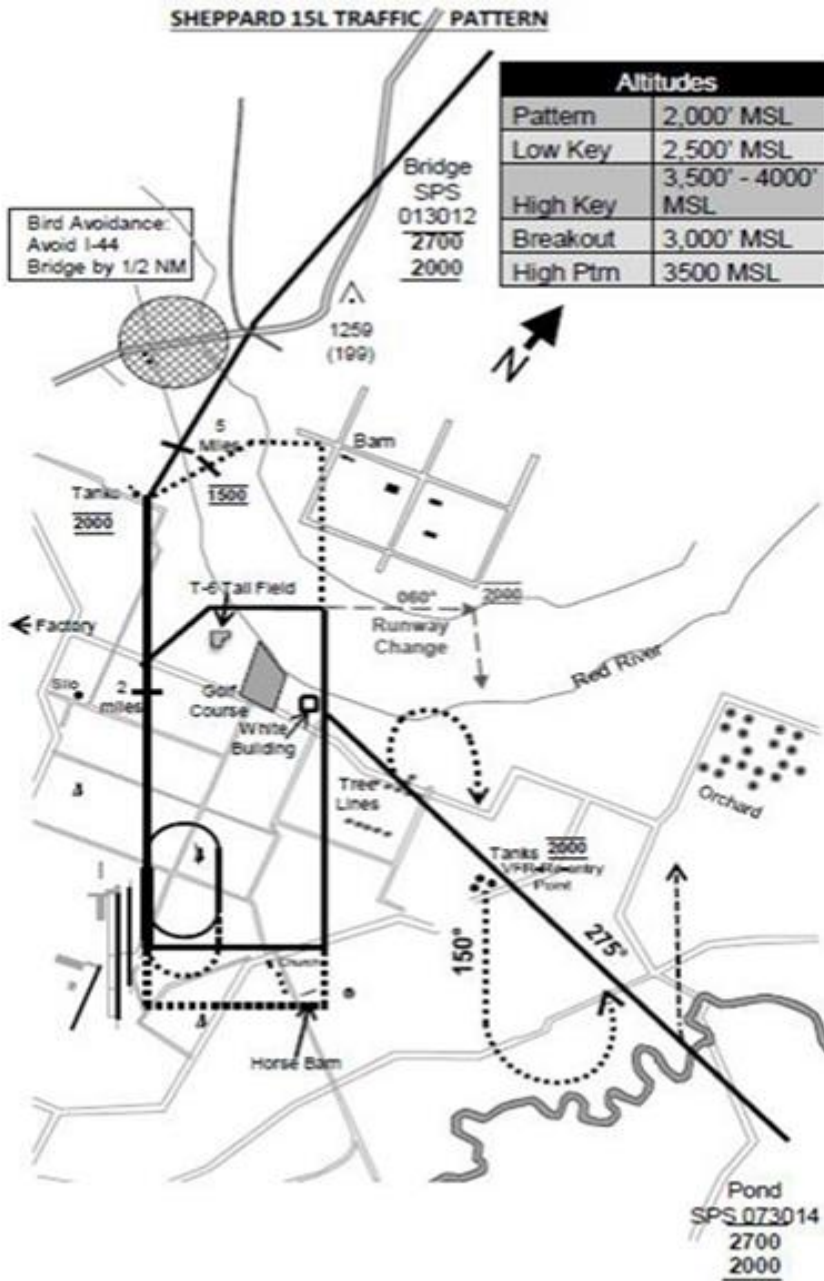 SHEPPARD 15L TRAFFIC PATTERN
Altitudes
Pattern 2,000' MSL
Low Key 2,500' MSL
High Key 3,500' - 4000' MSL
Breakout 3,000' MSL
High Ptrn 3500 MSL
Bridge
SPS
013012
2700
2000
Bird Avoidance:
Avoid I-44
Bridge by 1/2 NM
1259
(199)
N
5
Miles
Barn
Tanks
2000
1500
T-6 Tall Field
060°
2000
Runway
Change
Factory
Red River
Silo
2
miles
Golf
Course
White
Building
Tree
Lines
Orchard
Tanks 2000
VFR Re-entry
Point
150°
275°
Church
Horse Barn
Pond
SPS 073014
2700
2000